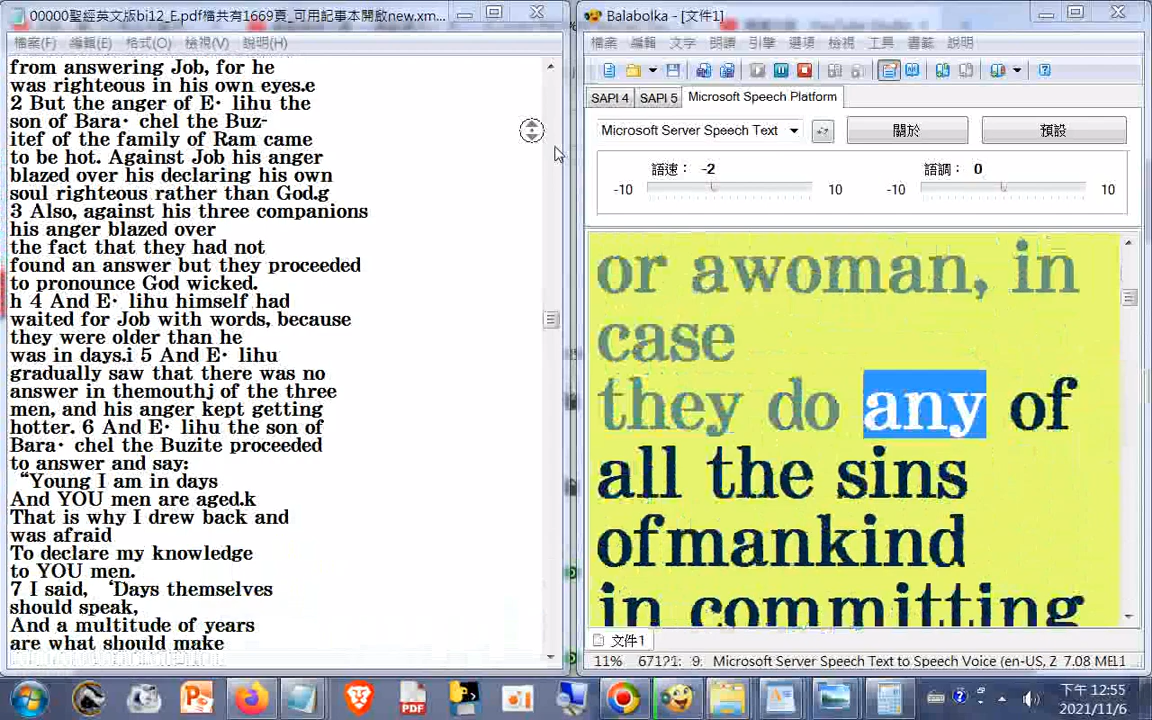 00000聖經英文版bi12_E.pdf檔共有1669頁_可用記事本開啟new.xm...
檔案(F) 編輯(E) 格式(O) 檢視(V) 說明(H)
from answering Job, for he
was righteous in his own eyes.e
2 But the anger of E· lihu the
son of Bara· chel the Buz-
itef of the family of Ram came
to be hot. Against Job his anger
blazed over his declaring his own
soul righteous rather than God.g
3 Also, against his three companions
his anger blazed over
the fact that they had not
found an answer but they proceeded
to pronounce God wicked.
h 4 And E· lihu himself had
waited for Job with words, because
they were older than he
was in days.i 5 And E· lihu
gradually saw that there was no
answer in themouthj of the three
men, and his anger kept getting
hotter. 6 And E· lihu the son of
Bara· chel the Buzite proceeded
to answer and say:
“Young I am in days
And YOU men are aged.k
That is why I drew back and
was afraid
To declare my knowledge
to YOU men.
7 I said, ‘Days themselves
should speak,
And a multitude of years
are what should make
Balabolka - [文件1]
檔案 編輯 文字 朗讀 引擎 選項 檢視 工具 書籤 說明
SAPI 4 SAPI 5 Microsoft Speech Platform
Microsoft Server Speech Text 關於 預設
語速: -2 語調: 0
-10 10 -10 10
or awoman, in
case
they do any of
all the sins
ofmankind
in committing
文件1
11% 67121: 9: Microsoft Server Speech Text to Speech Voice (en-US, Z 7.08 ME
下午 12:55
2021/11/6